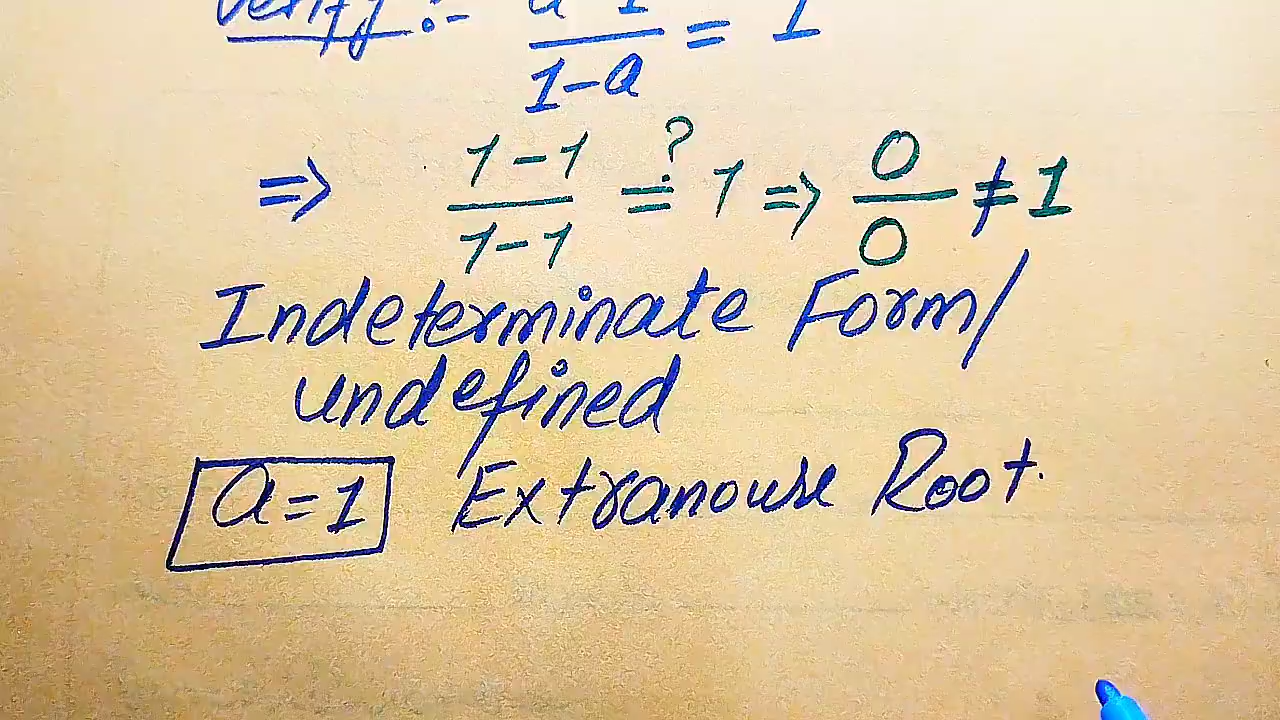 Verify :- a-1/1-a = 1
=> 1-1/1-1 =? 1 => 0/0 ≠ 1
Indeterminate Form/
undefined
a=1 Extranouse Root.